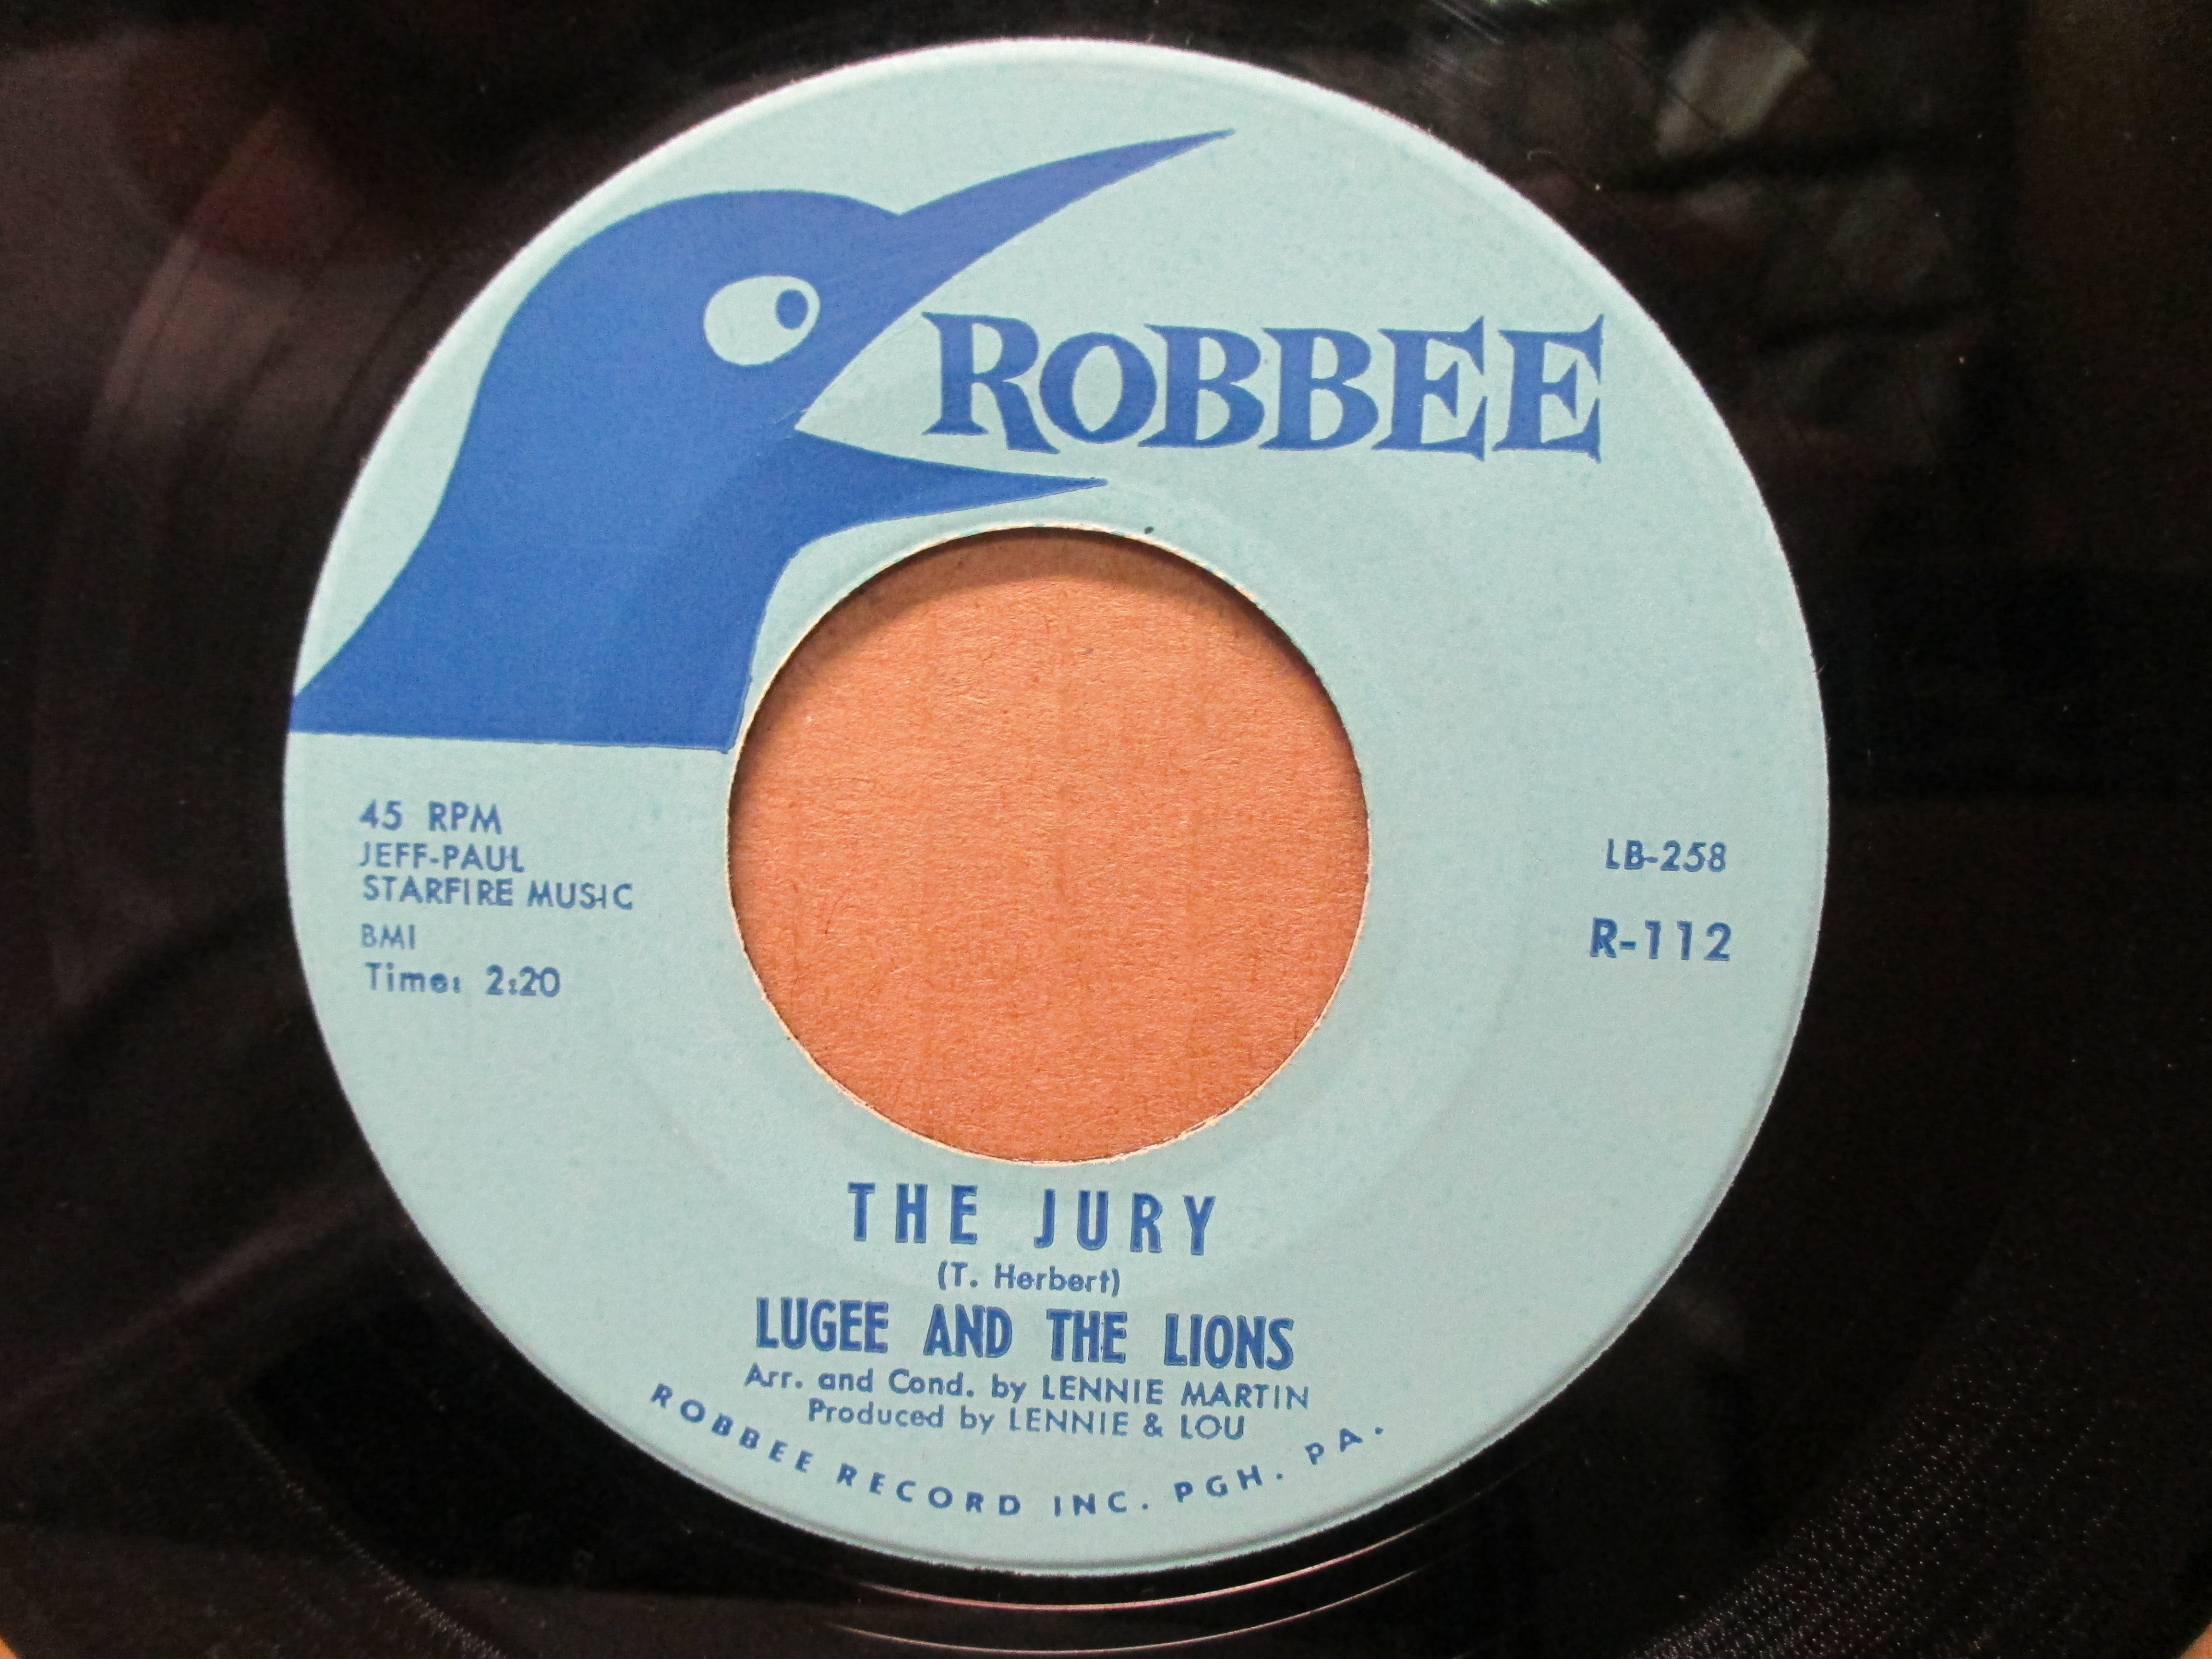 ROBBEE
45 RPM
JEFF-PAUL
STARFIRE MUSIC
BMI
Time: 2:20
LB-258
R-112
THE JURY
(T. Herbert)
LUGEE AND THE LIONS
Arr. and Cond. by LENNIE MARTIN
Produced by LENNIE & LOU
ROBBEE RECORD INC. PGH. PA.